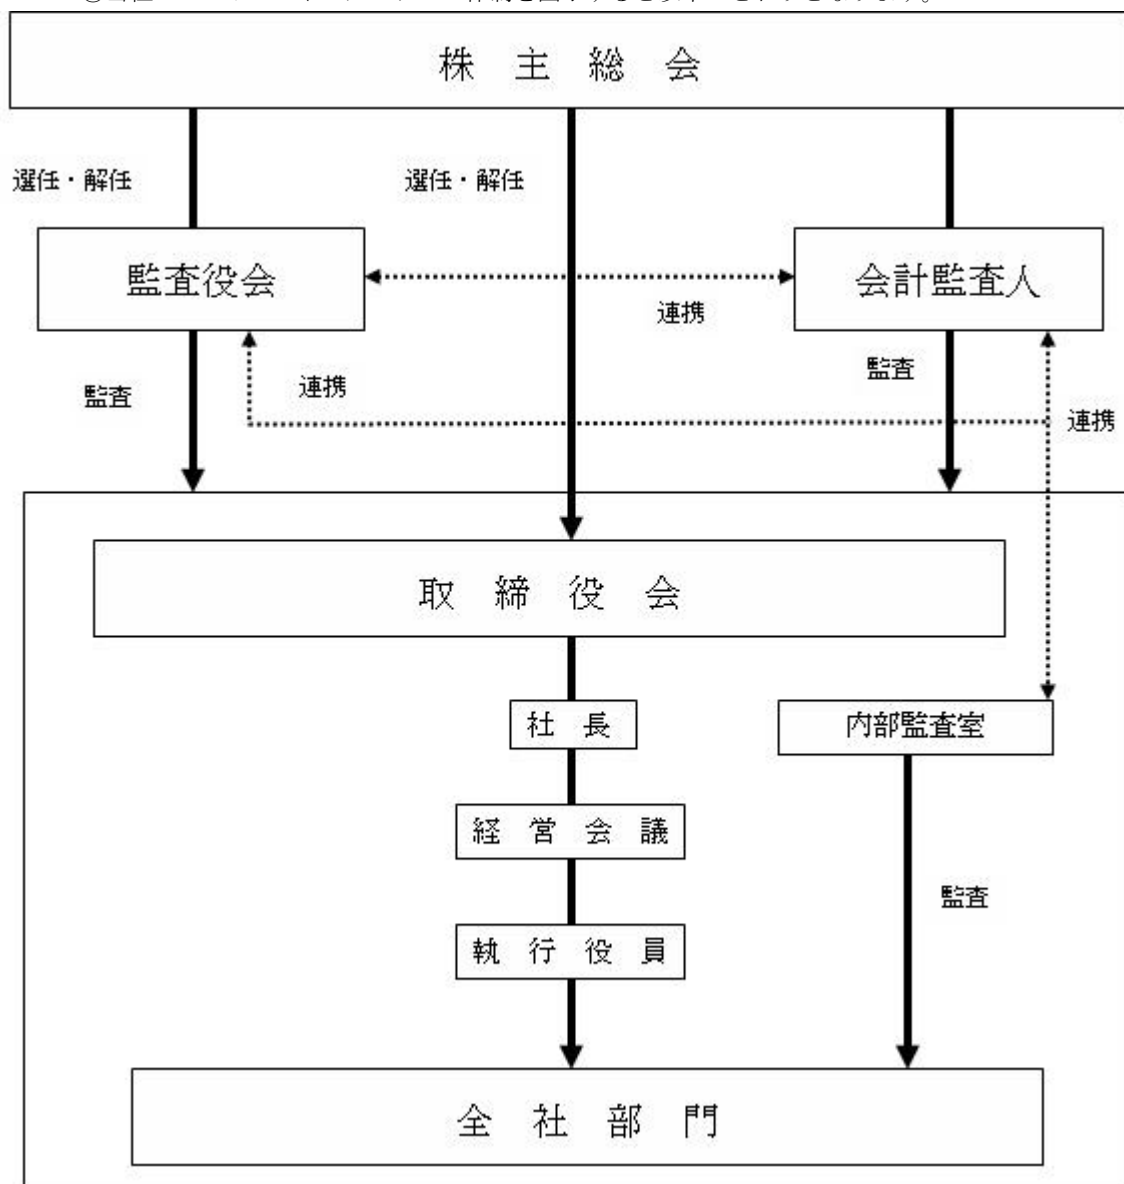 株主総会
選任・解任
選任・解任
監査役会
会計監査人
連携
監査
連携
監査
連携
取締役会
社長
内部監査室
経営会議
監査
執行役員
全社部門